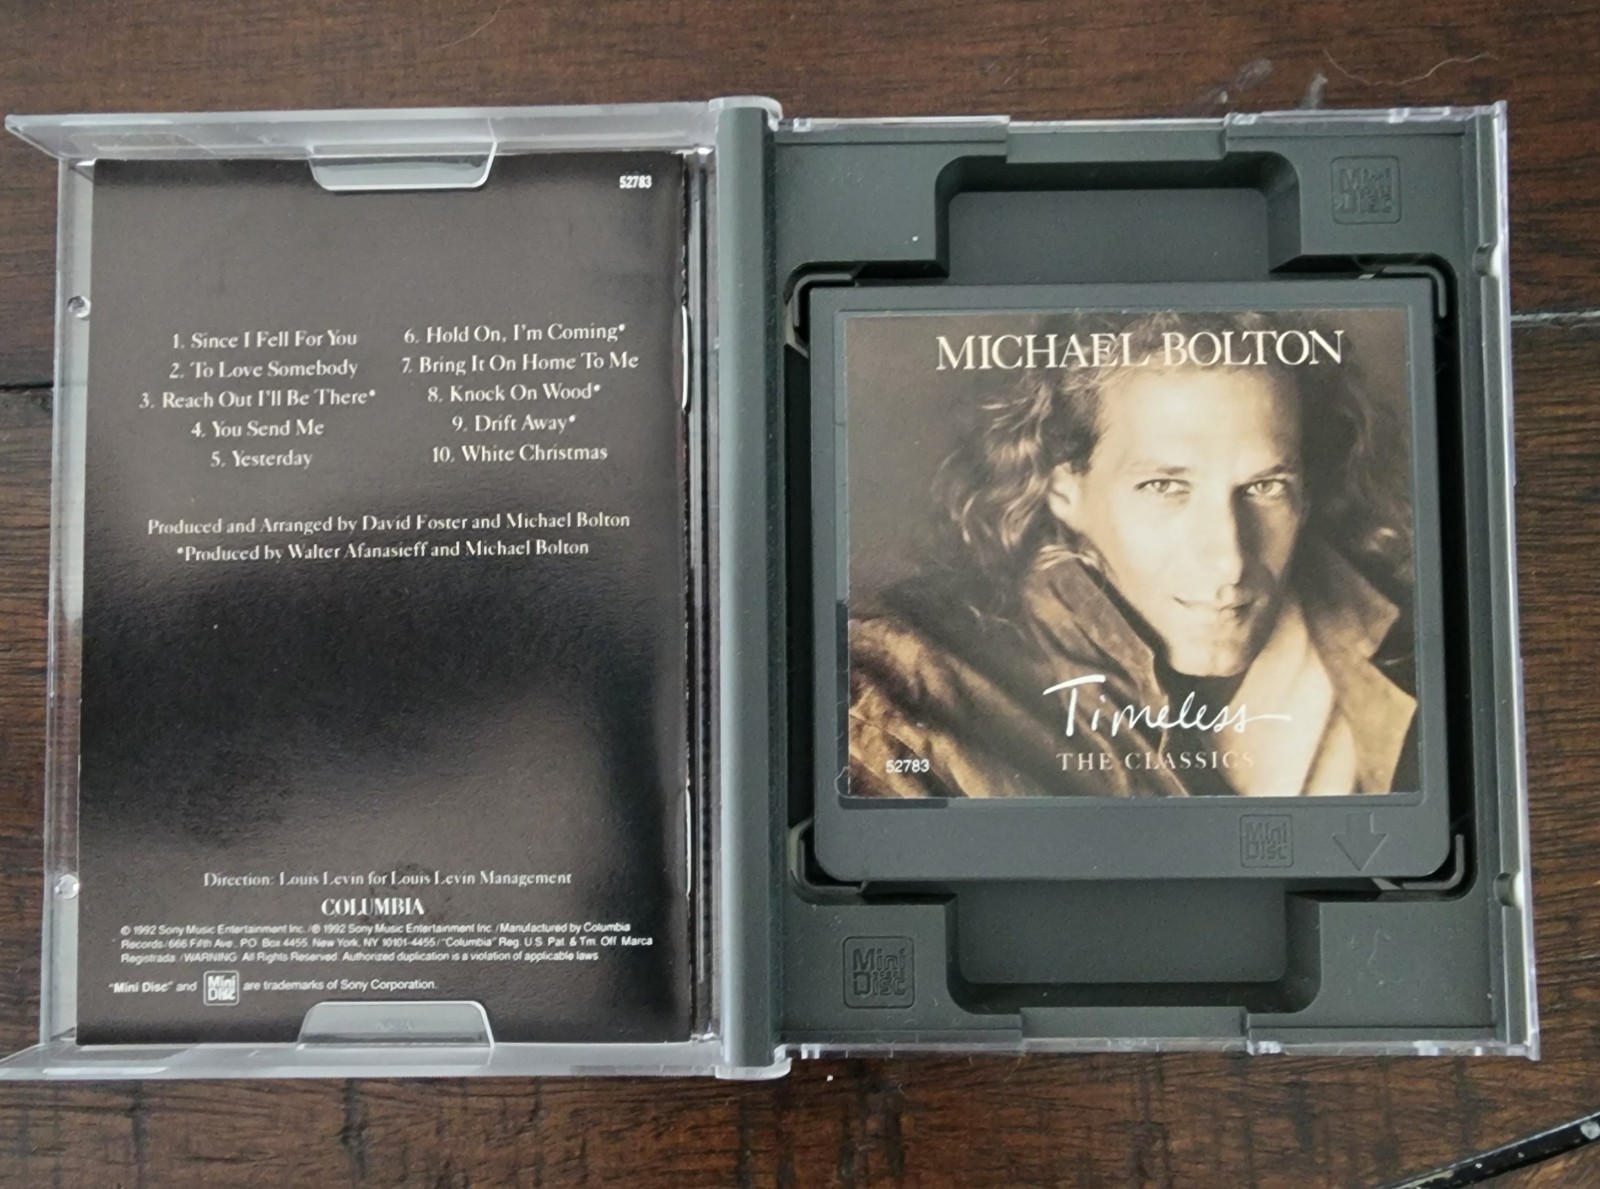 52783
1. Since I Fell For You
2. To Love Somebody
3. Reach Out I'll Be There*
4. You Send Me
5. Yesterday
6. Hold On, I'm Coming*
7. Bring It On Home To Me
8. Knock On Wood*
9. Drift Away*
10. White Christmas
Produced and Arranged by David Foster and Michael Bolton
*Produced by Walter Afanasieff and Michael Bolton
Direction: Louis Levin for Louis Levin Management
COLUMBIA
© 1992 Sony Music Entertainment Inc. / ℗ 1992 Sony Music Entertainment Inc. / Manufactured by Columbia
Records / 666 Fifth Ave., P.O. Box 4455, New York, NY 10101-4455 / "Columbia" Reg. U.S. Pat. & Tm. Off. Marca
Registrada. / WARNING: All Rights Reserved. Authorized duplication is a violation of applicable laws.
"Mini Disc" and Mini Disc are trademarks of Sony Corporation.
Mini Disc
MICHAEL BOLTON
Timeless
THE CLASSICS
52783
Mini Disc
Mini Disc